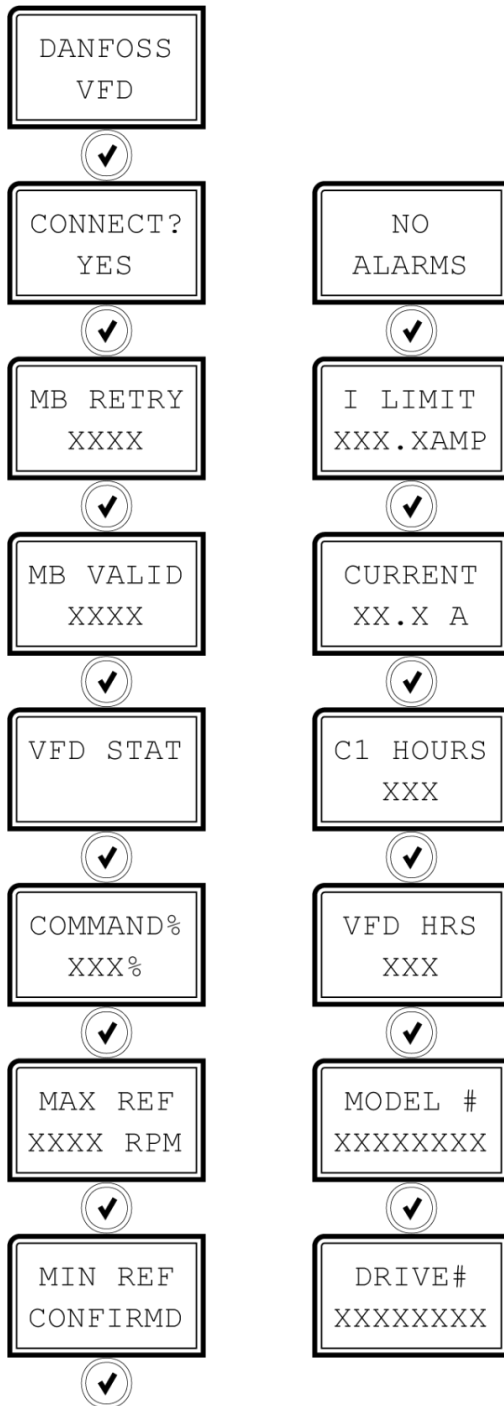 DANFOSS
VFD
CONNECT?
YES
MB RETRY
XXXX
MB VALID
XXXX
VFD STAT
COMMAND%
XXX%
MAX REF
XXXX RPM
MIN REF
CONFIRMD
NO
ALARMS
I LIMIT
XXX.XAMP
CURRENT
XX.X A
C1 HOURS
XXX
VFD HRS
XXX
MODEL #
XXXXXXXX
DRIVE#
XXXXXXXX